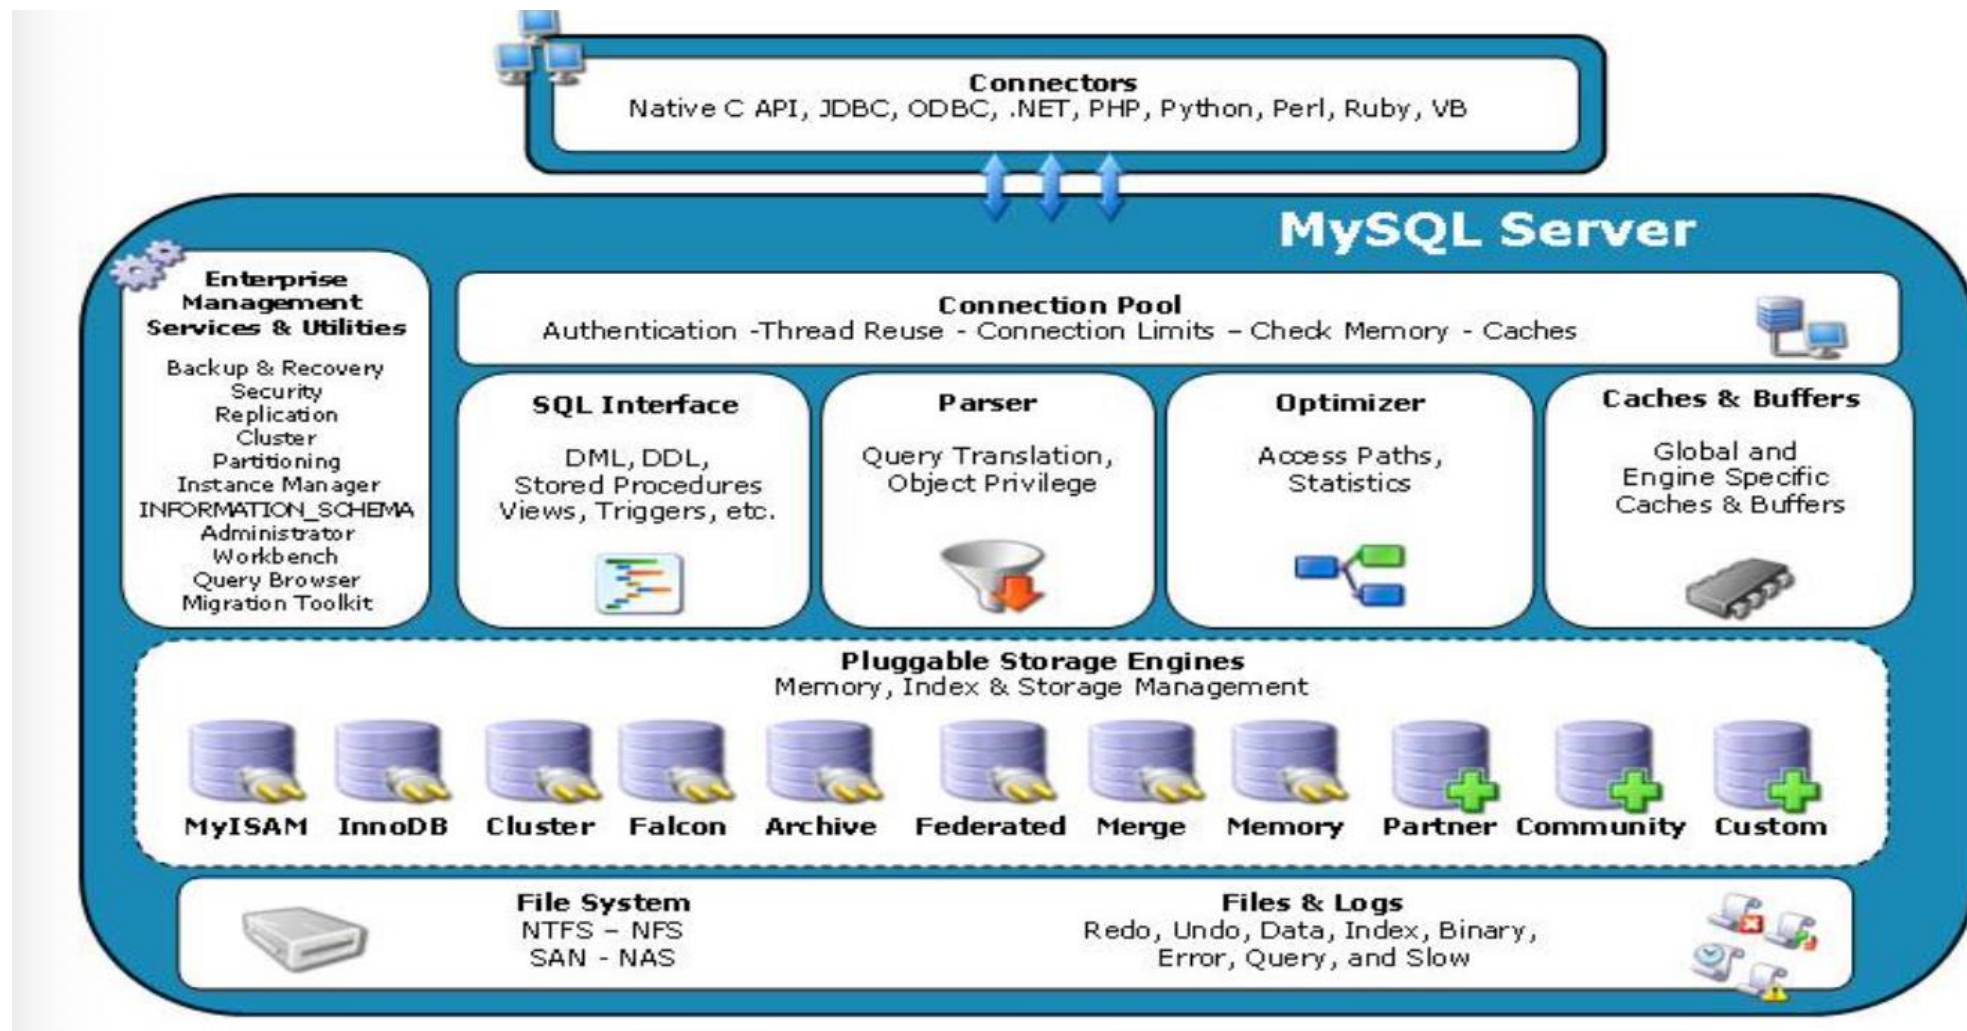 Connectors
Native C API, JDBC, ODBC, .NET, PHP, Python, Perl, Ruby, VB
MySQL Server
Enterprise
Management
Services & Utilities
Backup & Recovery
Security
Replication
Cluster
Partitioning
Instance Manager
INFORMATION_SCHEMA
Administrator
Workbench
Query Browser
Migration Toolkit
Connection Pool
Authentication -Thread Reuse - Connection Limits – Check Memory - Caches
SQL Interface
DML, DDL,
Stored Procedures
Views, Triggers, etc.
Parser
Query Translation,
Object Privilege
Optimizer
Access Paths,
Statistics
Caches & Buffers
Global and
Engine Specific
Caches & Buffers
Pluggable Storage Engines
Memory, Index & Storage Management
MyISAM InnoDB Cluster Falcon Archive Federated Merge Memory Partner Community Custom
File System
NTFS – NFS
SAN - NAS
Files & Logs
Redo, Undo, Data, Index, Binary,
Error, Query, and Slow